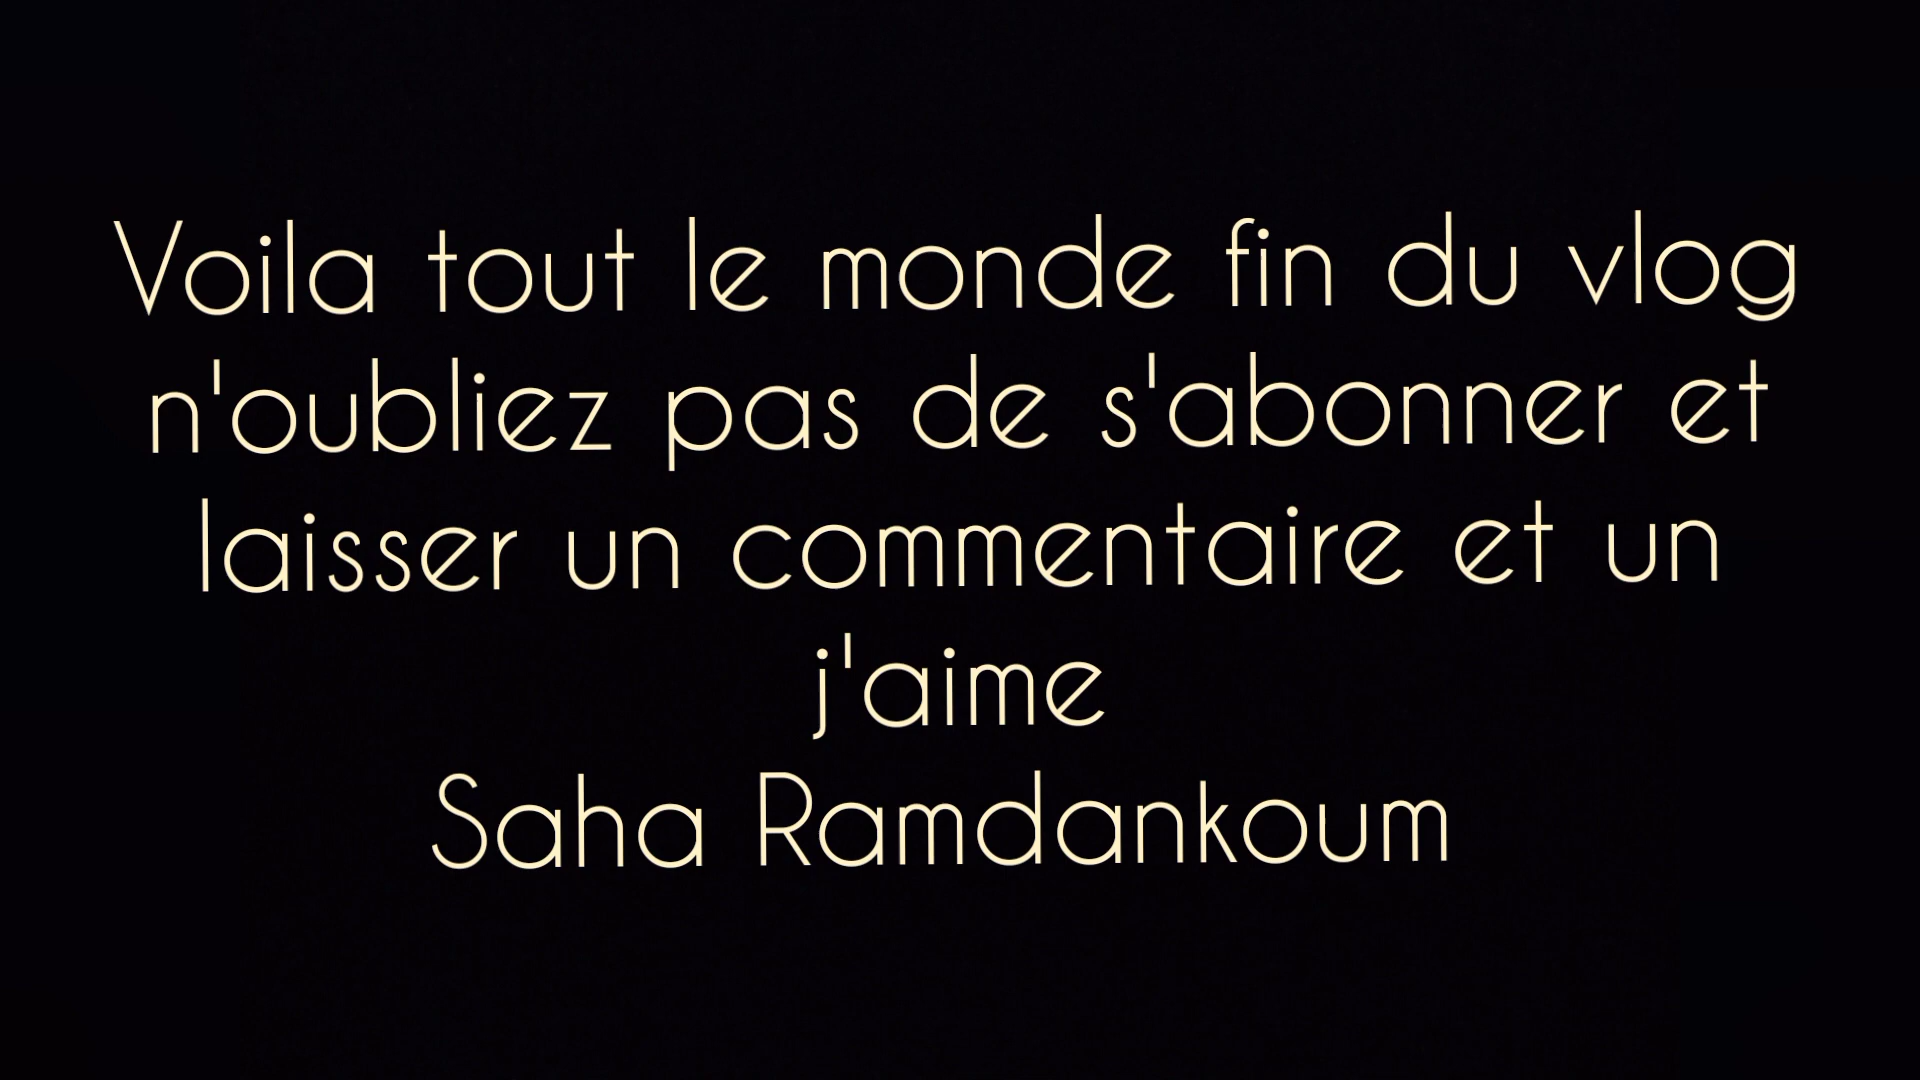 Voila tout le monde fin du vlog
n'oubliez pas de s'abonner et
laisser un commentaire et un
j'aime
Saha Ramdankoum